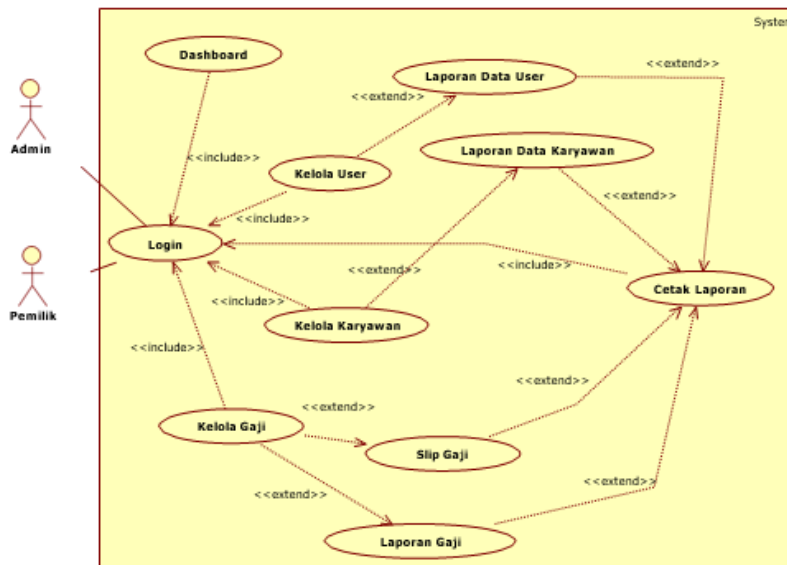 System
Dashboard
Laporan Data User
<<extend>>
<<extend>>
Admin
<<include>>
Laporan Data Karyawan
Kelola User
<<extend>>
<<include>>
Login
<<include>>
<<extend>>
Cetak Laporan
Pemilik
<<include>>
Kelola Karyawan
<<include>>
<<extend>>
<<extend>>
Kelola Gaji
Slip Gaji
<<extend>>
<<extend>>
Laporan Gaji